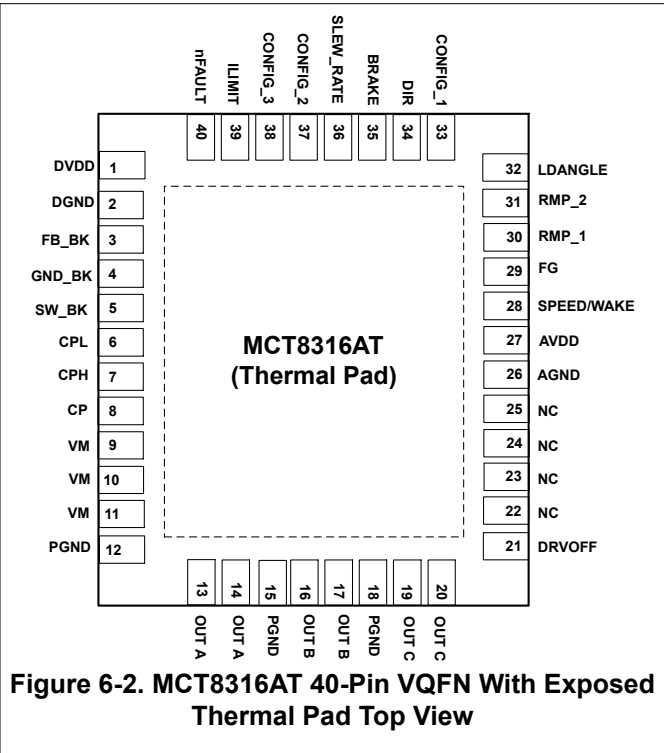 nFAULT
ILIMIT
CONFIG_3
CONFIG_2
SLEW_RATE
BRAKE
DIR
CONFIG_1
40
39
38
37
36
35
34
33
DVDD 1
DGND 2
FB_BK 3
GND_BK 4
SW_BK 5
CPL 6
CPH 7
CP 8
VM 9
VM 10
VM 11
PGND 12
MCT8316AT
(Thermal Pad)
32 LDANGLE
31 RMP_2
30 RMP_1
29 FG
28 SPEED/WAKE
27 AVDD
26 AGND
25 NC
24 NC
23 NC
22 NC
21 DRVOFF
13
14
15
16
17
18
19
20
OUT A
OUT A
PGND
OUT B
OUT B
PGND
OUT C
OUT C
Figure 6-2. MCT8316AT 40-Pin VQFN With Exposed
Thermal Pad Top View